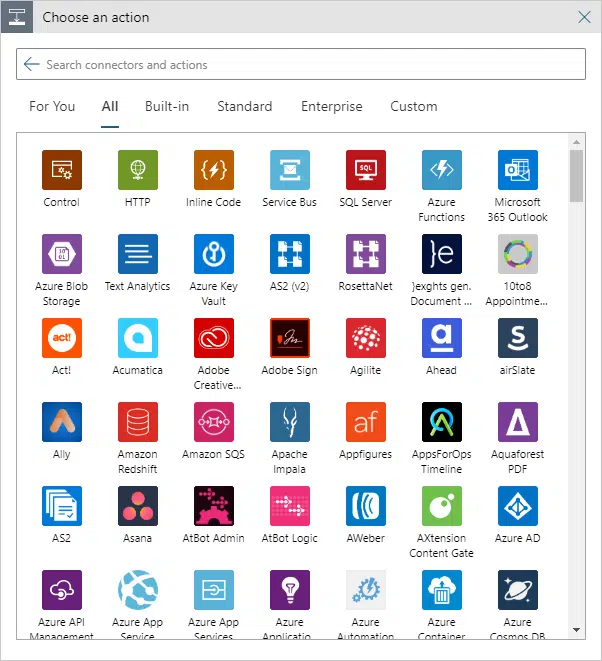 Choose an action
Search connectors and actions
For You All Built-in Standard Enterprise Custom
SQL
Control HTTP Inline Code Service Bus SQL Server Azure Functions Microsoft 365 Outlook
10
01
}e
Azure Blob Storage Text Analytics Azure Key Vault AS2 (v2) RosettaNet }exghts gen. Document ... 10to8 Appointme...
act! a S
Act! Acumatica Adobe Creative... Adobe Sign Agilite Ahead airSlate
af
Ally Amazon Redshift Amazon SQS Apache Impala Appfigures AppsForOps Timeline Aquaforest PDF
AS2 Asana AtBot Admin AtBot Logic AWeber AXtension Content Gate Azure AD
Azure API Management Azure App Service Azure App Services Azure Applicatio Azure Automation Azure Container Azure Cosmos DB